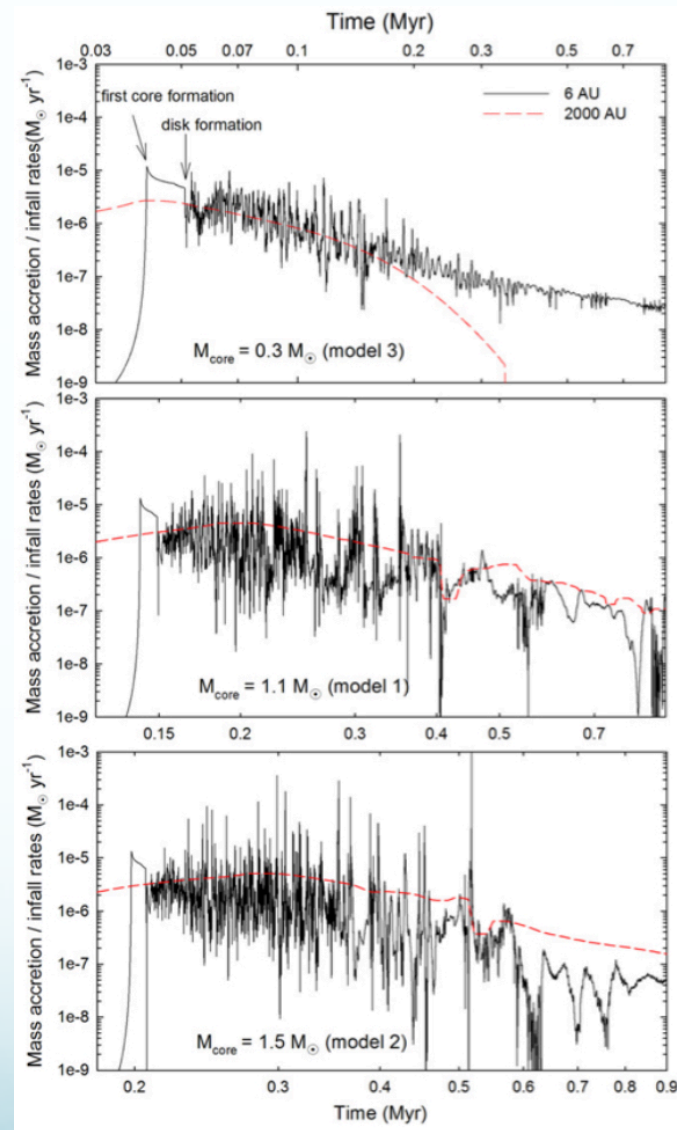 Time (Myr)
0.03 0.05 0.07 0.1 0.2 0.3 0.5 0.7
Mass accretion / infall rates(M☉ yr⁻¹)
1e-3
1e-4
1e-5
1e-6
1e-7
1e-8
1e-9
first core formation
disk formation
6 AU
2000 AU
M_core = 0.3 M☉ (model 3)
Mass accretion / infall rates (M☉ yr⁻¹)
1e-3
1e-4
1e-5
1e-6
1e-7
1e-8
1e-9
M_core = 1.1 M☉ (model 1)
0.15 0.2 0.3 0.4 0.5 0.7
Mass accretion / infall rates (M☉ yr⁻¹)
1e-3
1e-4
1e-5
1e-6
1e-7
1e-8
1e-9
M_core = 1.5 M☉ (model 2)
0.2 0.3 0.4 0.5 0.6 0.7 0.8 0.9
Time (Myr)